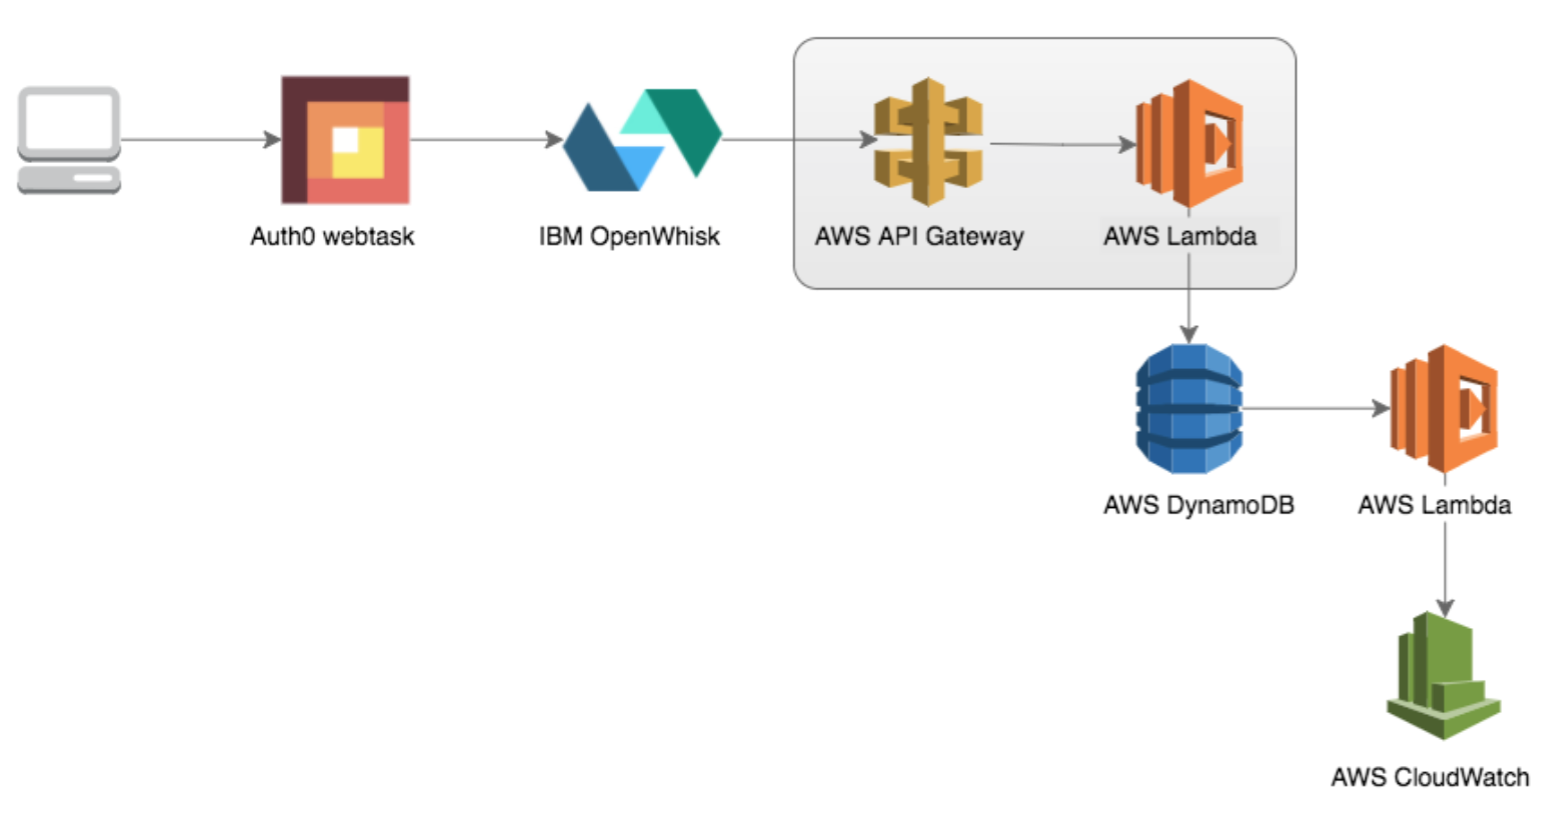 Auth0 webtask
IBM OpenWhisk
AWS API Gateway
AWS Lambda
AWS DynamoDB
AWS Lambda
AWS CloudWatch